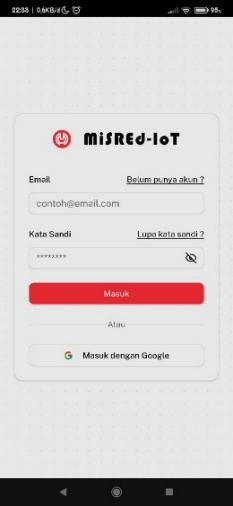 22:53 | 0,6KB/d
95%
MiSREd-IoT
Email
Belum punya akun ?
contoh@email.com
Kata Sandi
Lupa kata sandi ?
********
Masuk
Atau
Masuk dengan Google